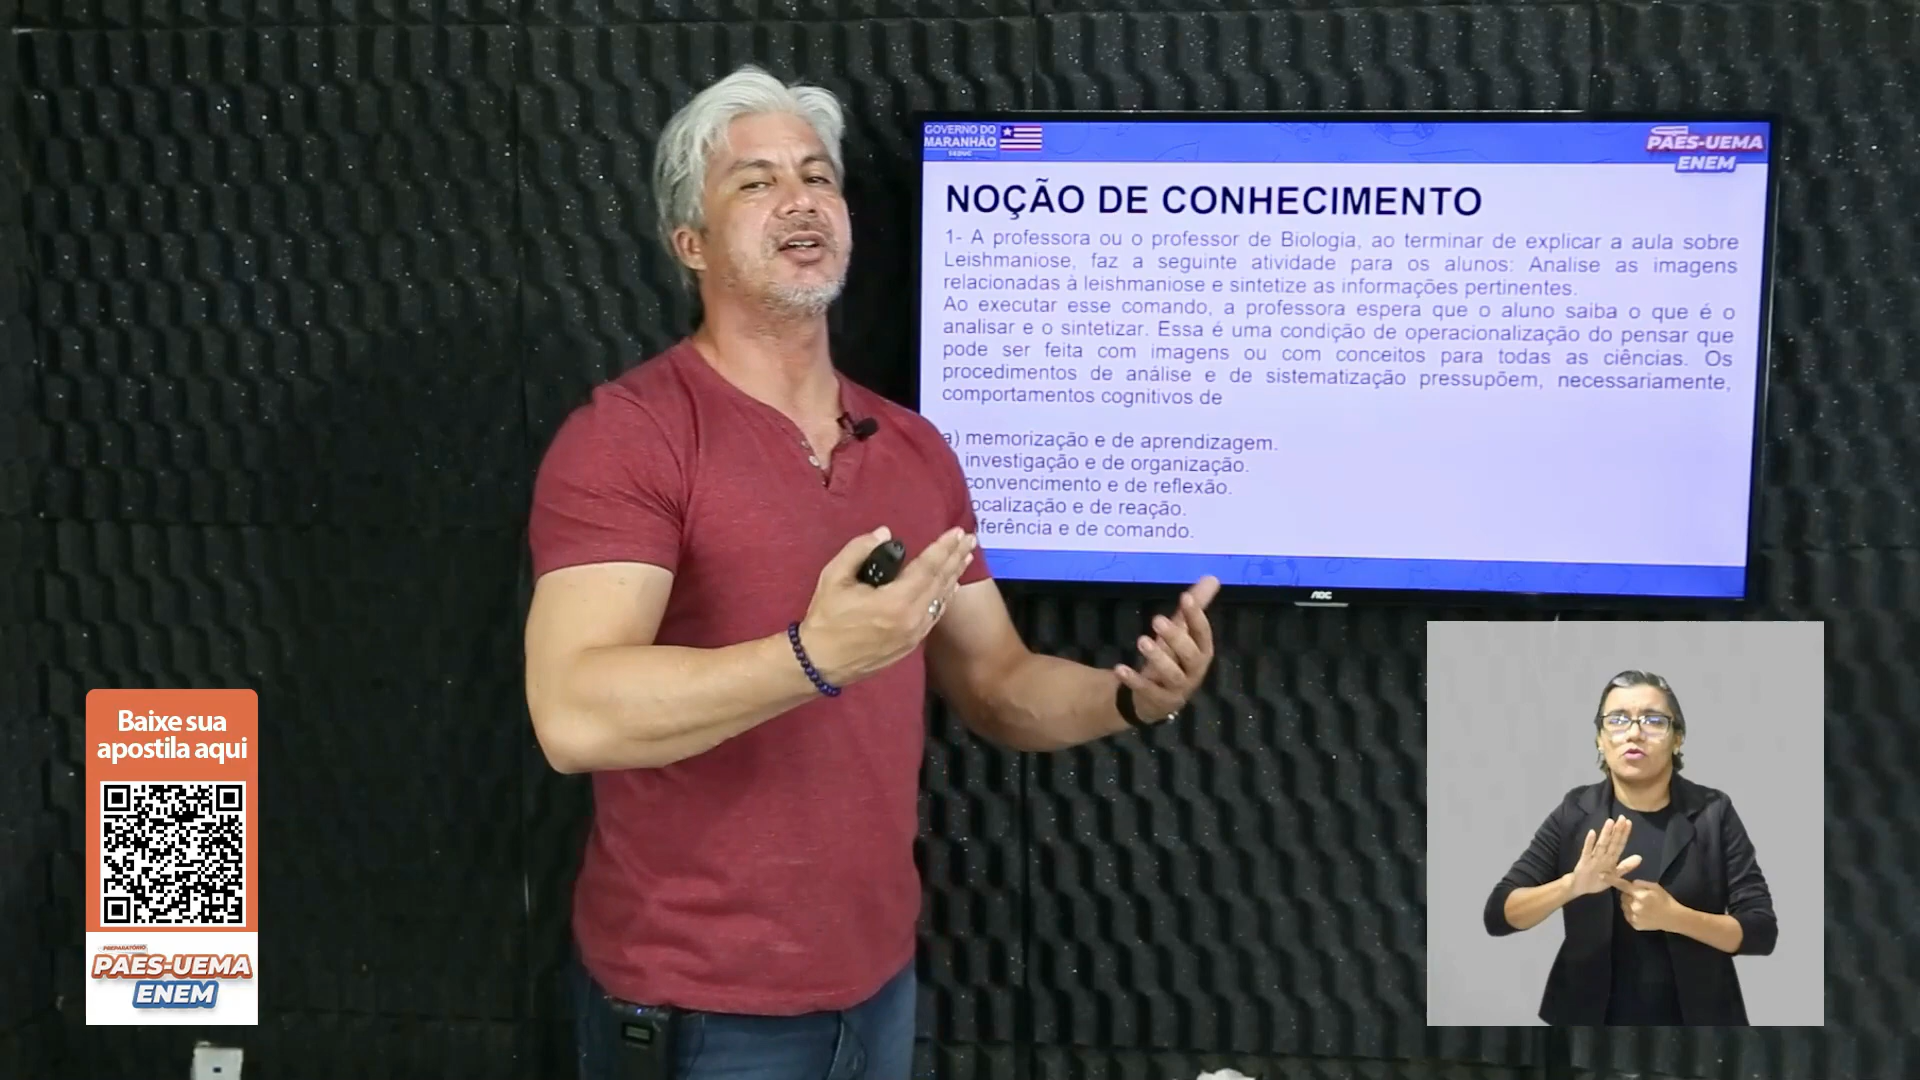 GOVERNO DO
MARANHÃO
SEDUC
PAES-UEMA
ENEM
NOÇÃO DE CONHECIMENTO
1- A professora ou o professor de Biologia, ao terminar de explicar a aula sobre
Leishmaniose, faz a seguinte atividade para os alunos: Analise as imagens
relacionadas à leishmaniose e sintetize as informações pertinentes.
Ao executar esse comando, a professora espera que o aluno saiba o que é o
analisar e o sintetizar. Essa é uma condição de operacionalização do pensar que
pode ser feita com imagens ou com conceitos para todas as ciências. Os
procedimentos de análise e de sistematização pressupõem, necessariamente,
comportamentos cognitivos de
a) memorização e de aprendizagem.
investigação e de organização.
convencimento e de reflexão.
ocalização e de reação.
ferência e de comando.
AOC
Baixe sua
apostila aqui
PREPARATÓRIO
PAES-UEMA
ENEM